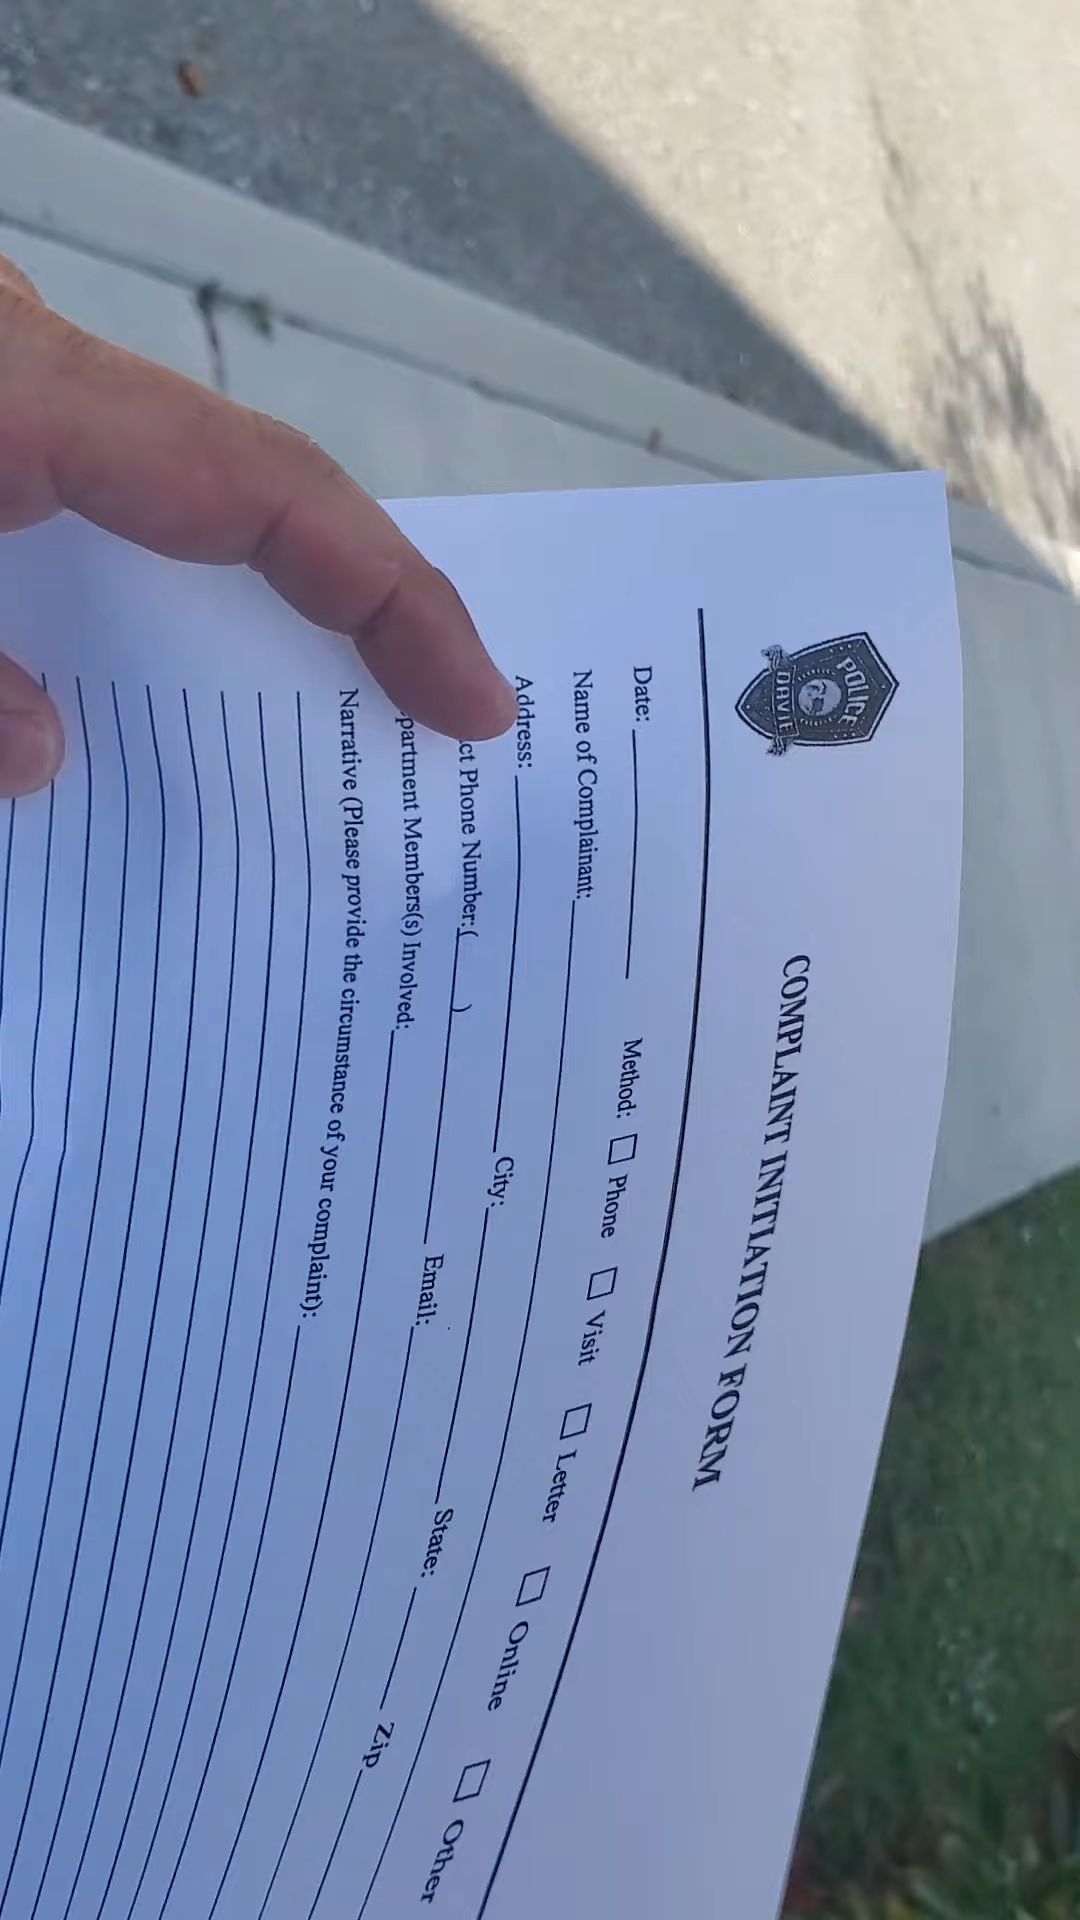 POLICE
DAVIE
COMPLAINT INITIATION FORM
Date: Method: Phone Visit Letter Online Other
Name of Complainant:
Address: City: State: Zip
ct Phone Number:( ) Email:
partment Members(s) Involved:
Narrative (Please provide the circumstance of your complaint):